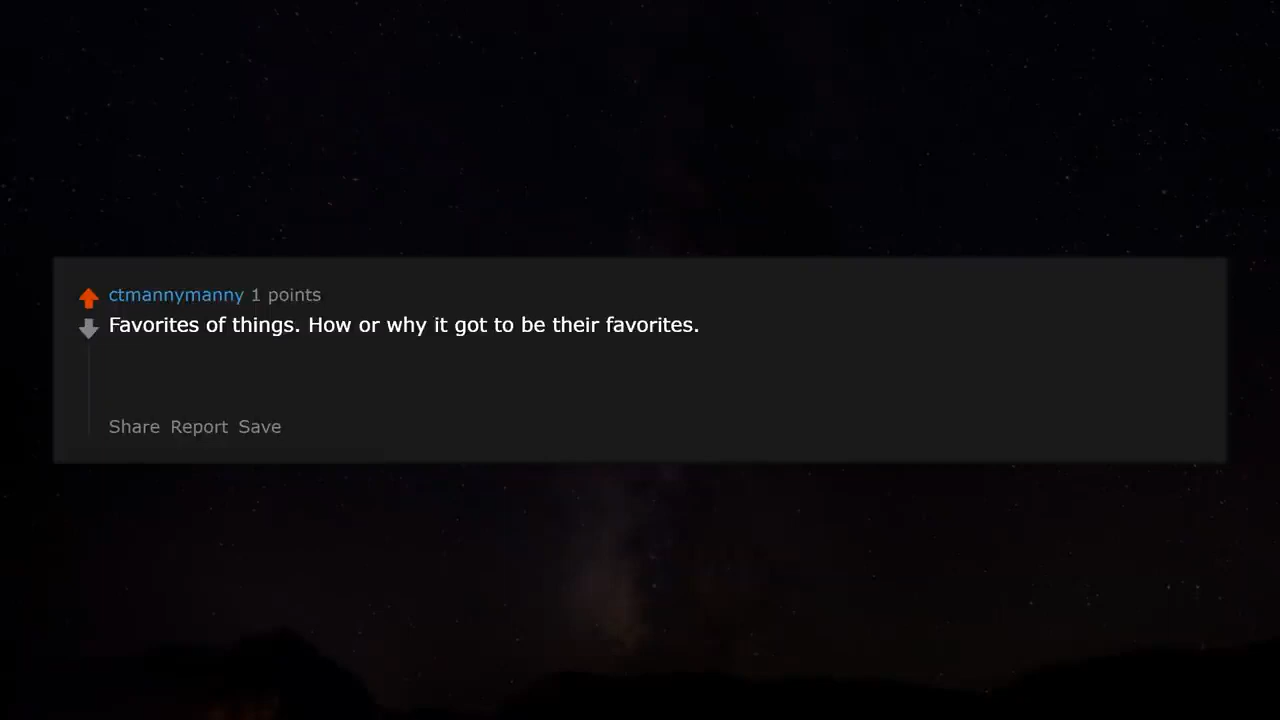 ctmannymanny 1 points
Favorites of things. How or why it got to be their favorites.
Share Report Save